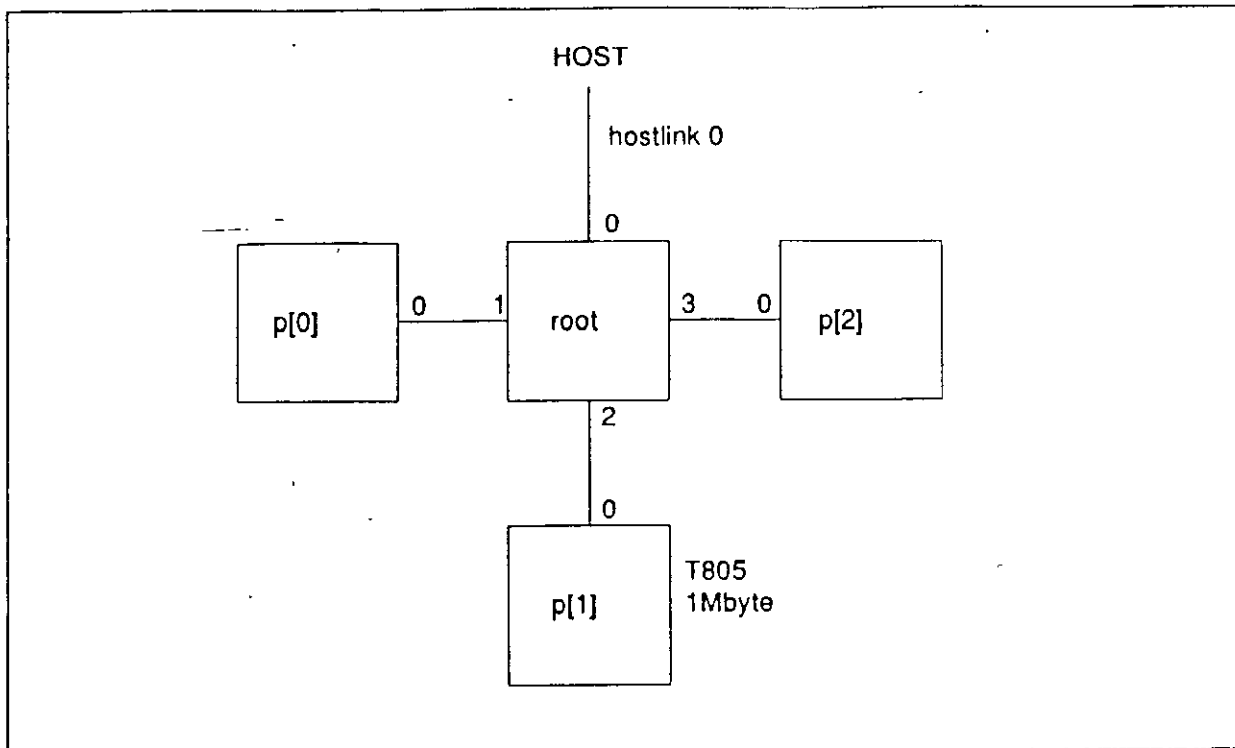 HOST
hostlink 0
0
p[0]
0
1
root
3
0
p[2]
2
0
p[1]
T805
1Mbyte